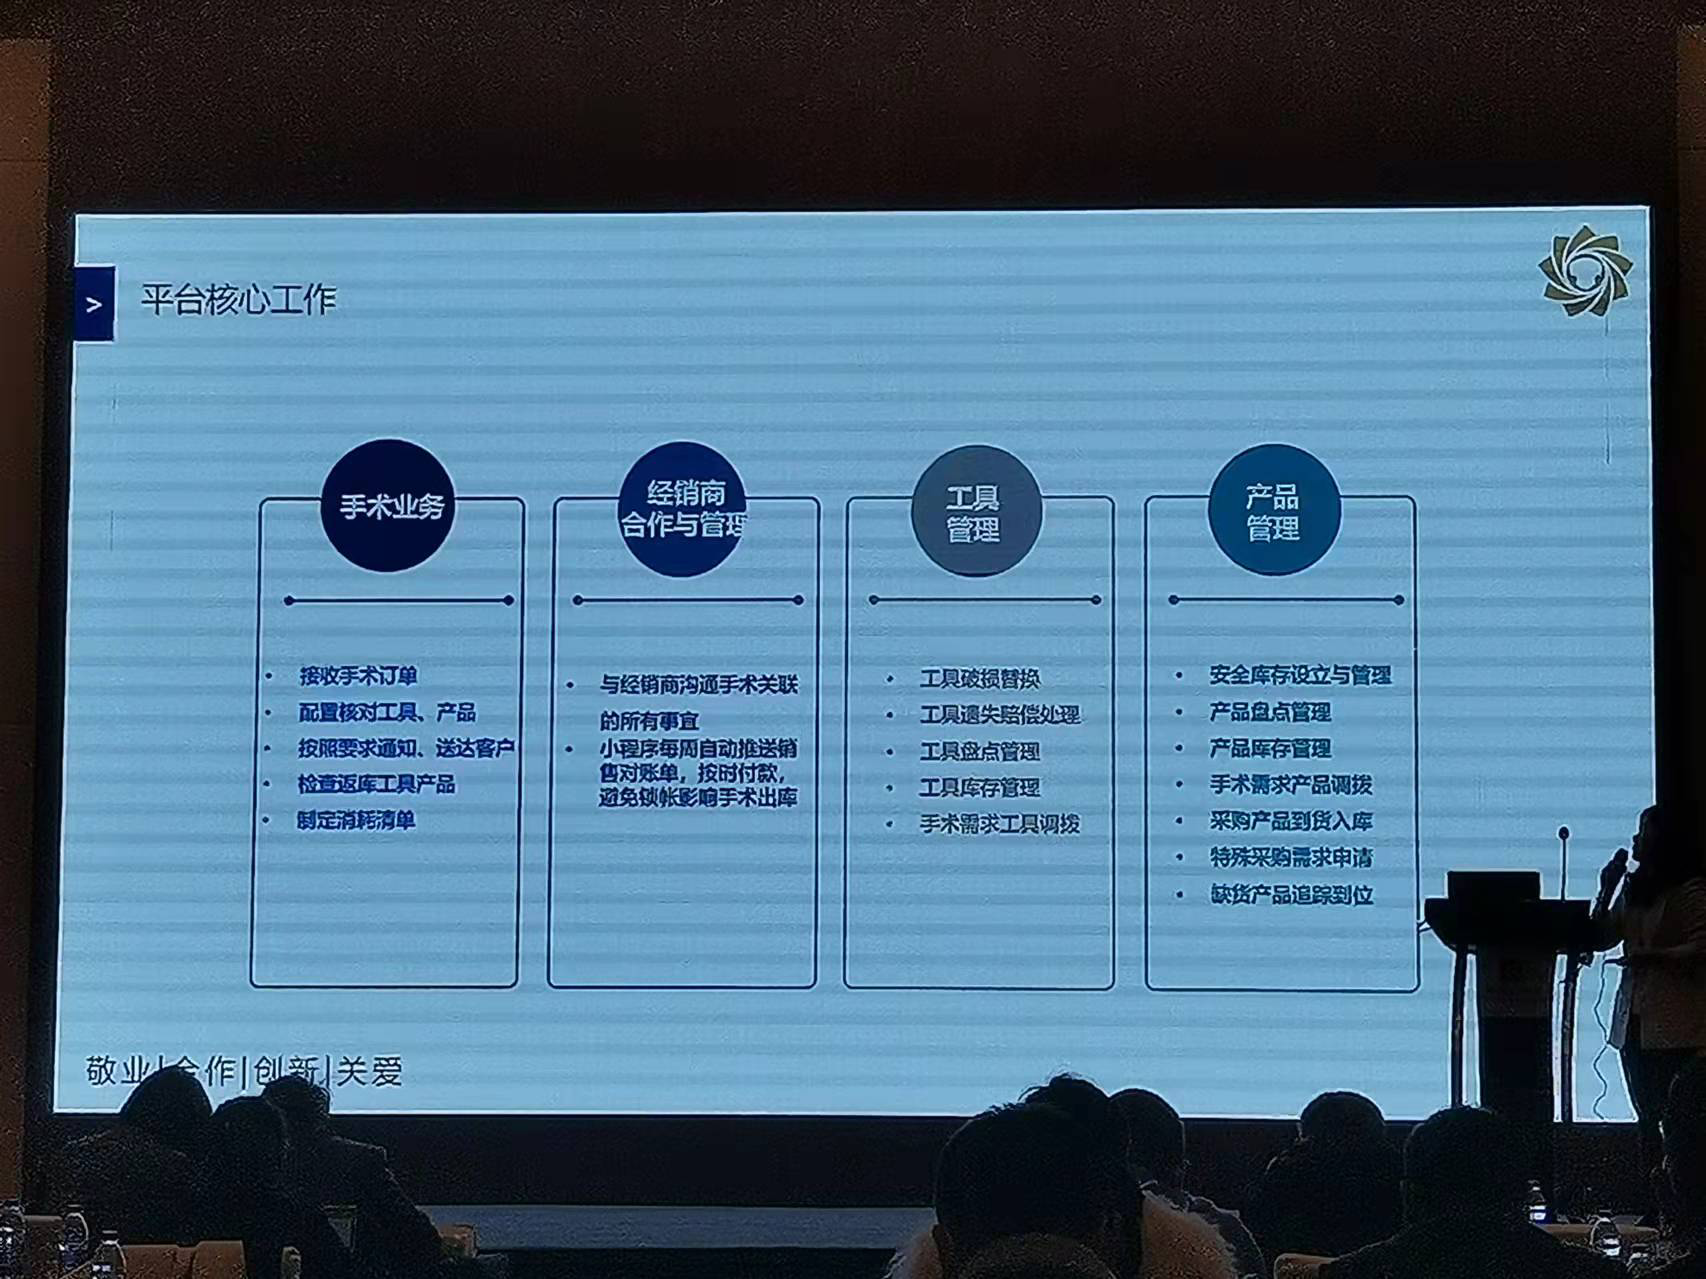 >
平台核心工作
手术业务
接收手术订单
配置核对工具、产品
按照要求通知、送达客户
检查返库工具产品
制定消耗清单
经销商
合作与管理
与经销商沟通手术关联
的所有事宜
小程序每周自动推送销
售对账单，按时付款，
避免锁帐影响手术出库
工具
管理
工具破损替换
工具遗失赔偿处理
工具盘点管理
工具库存管理
手术需求工具调拨
产品
管理
安全库存设立与管理
产品盘点管理
产品库存管理
手术需求产品调拨
采购产品到货入库
特殊采购需求申请
缺货产品追踪到位
敬业|合作|创新|关爱